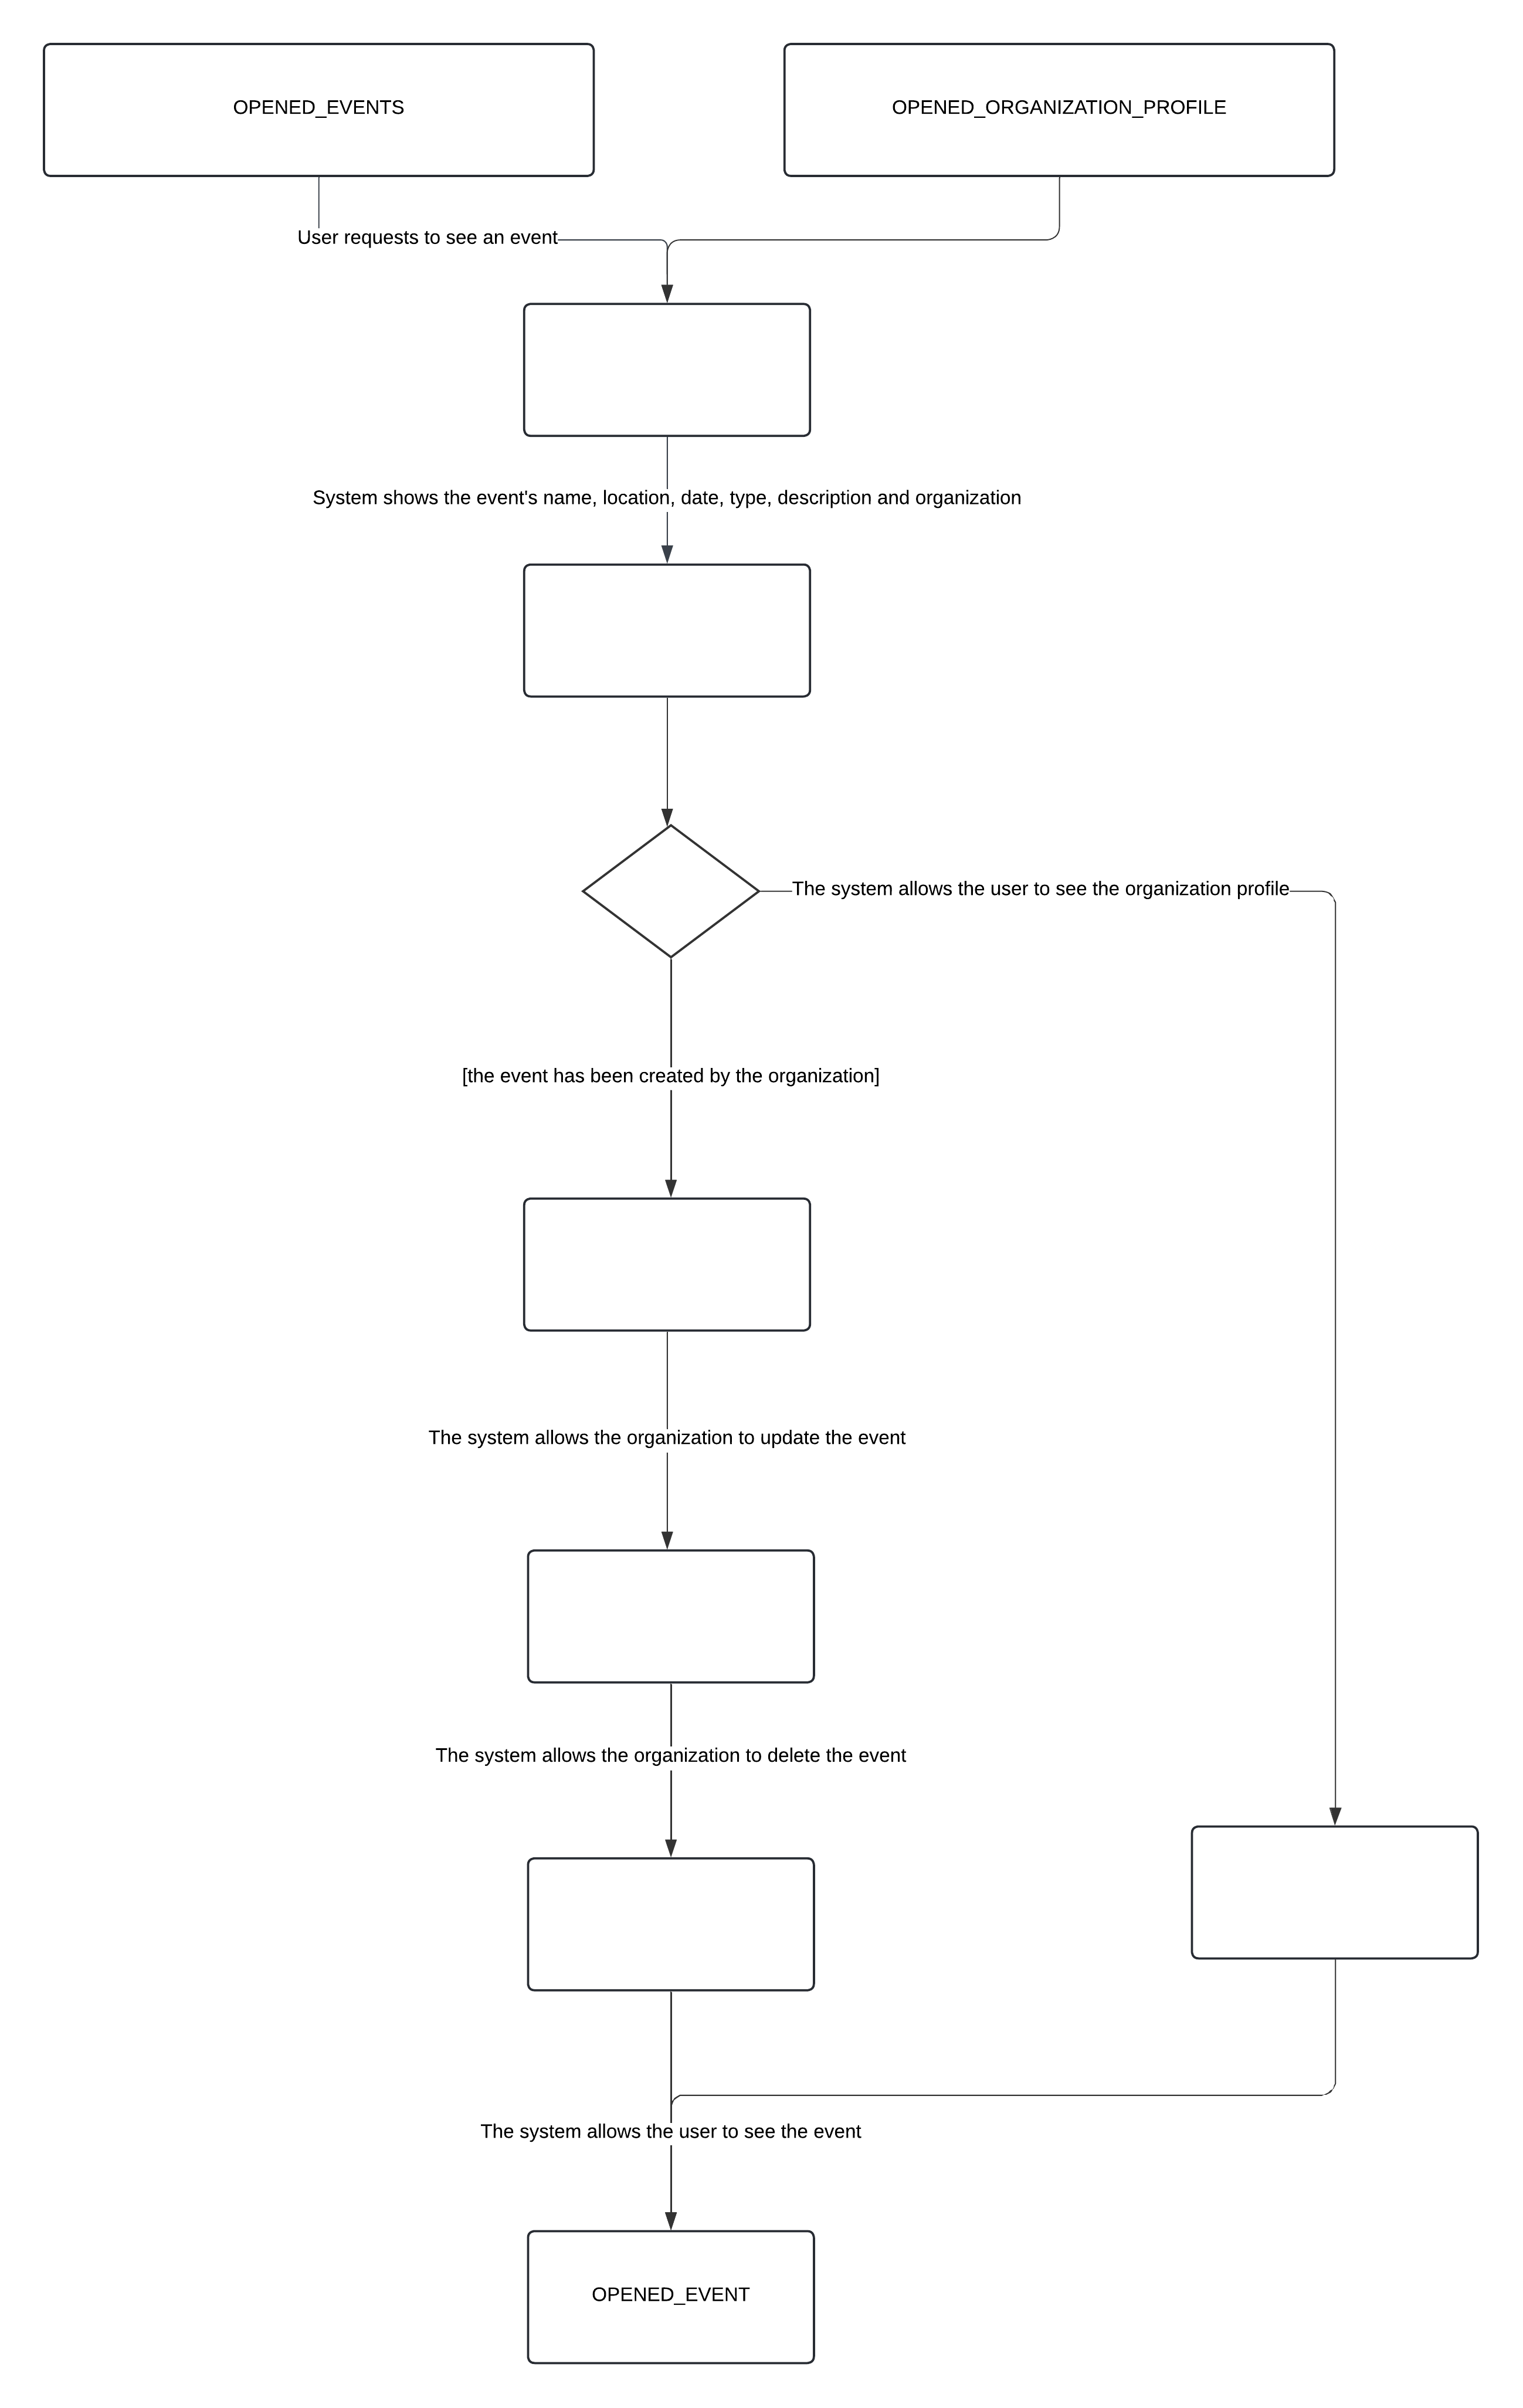 OPENED_EVENTS
OPENED_ORGANIZATION_PROFILE
User requests to see an event
System shows the event's name, location, date, type, description and organization
The system allows the user to see the organization profile
[the event has been created by the organization]
The system allows the organization to update the event
The system allows the organization to delete the event
The system allows the user to see the event
OPENED_EVENT